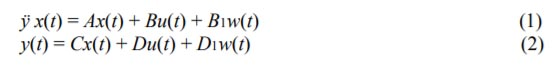 ÿ x(t) = Ax(t) + Bu(t) + B1w(t) (1)
y(t) = Cx(t) + Du(t) + D1w(t) (2)